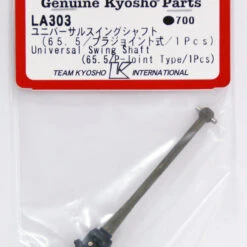 Genuine Kyosho Parts
LA303 ●700
ユニバーサルスイングシャフト
(65.5/プラジョイント式/1Pcs)
Universal Swing Shaft
(65.5/P-Joint Type/1Pcs)
TEAM KYOSHO K INTERNATIONAL